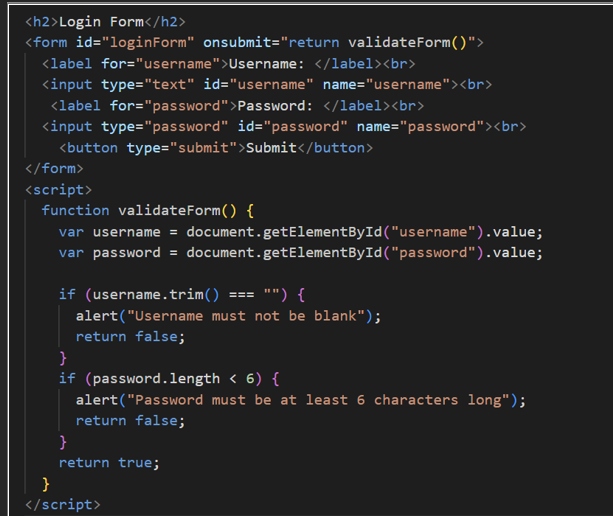 <h2>Login Form</h2>
<form id="loginForm" onsubmit="return validateForm()">
<label for="username">Username: </label><br>
<input type="text" id="username" name="username"><br>
<label for="password">Password: </label><br>
<input type="password" id="password" name="password"><br>
<button type="submit">Submit</button>
</form>
<script>
function validateForm() {
var username = document.getElementById("username").value;
var password = document.getElementById("password").value;
if (username.trim() === "") {
alert("Username must not be blank");
return false;
}
if (password.length < 6) {
alert("Password must be at least 6 characters long");
return false;
}
return true;
}
</script>